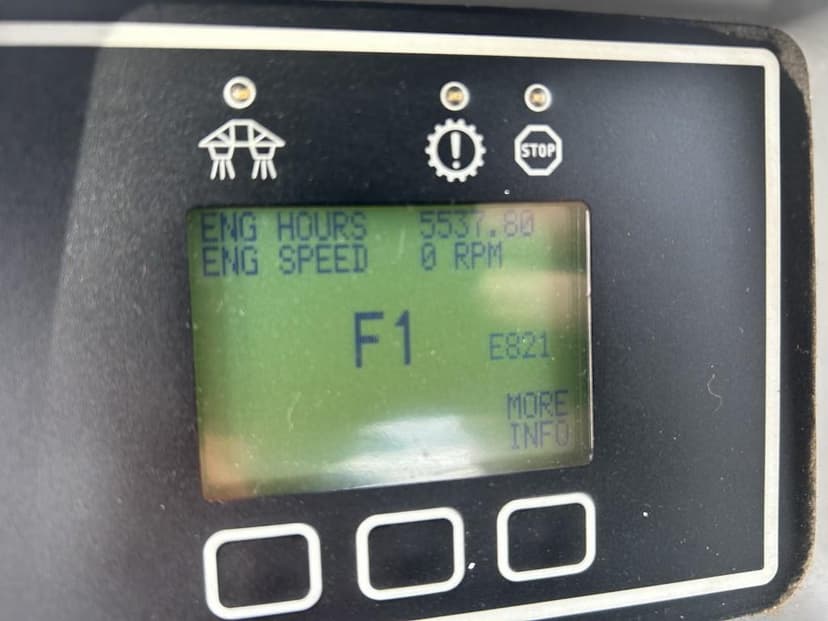 STOP
ENG HOURS 5537.80
ENG SPEED 0 RPM
F1
E821
MORE
INFO